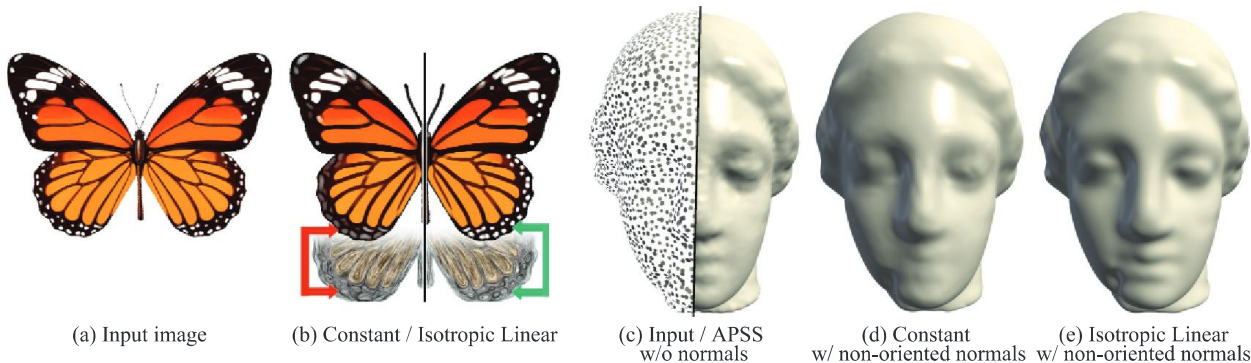 (a) Input image
(b) Constant / Isotropic Linear
(c) Input / APSS
w/o normals
(d) Constant
w/ non-oriented normals
(e) Isotropic Linear
w/ non-oriented normals